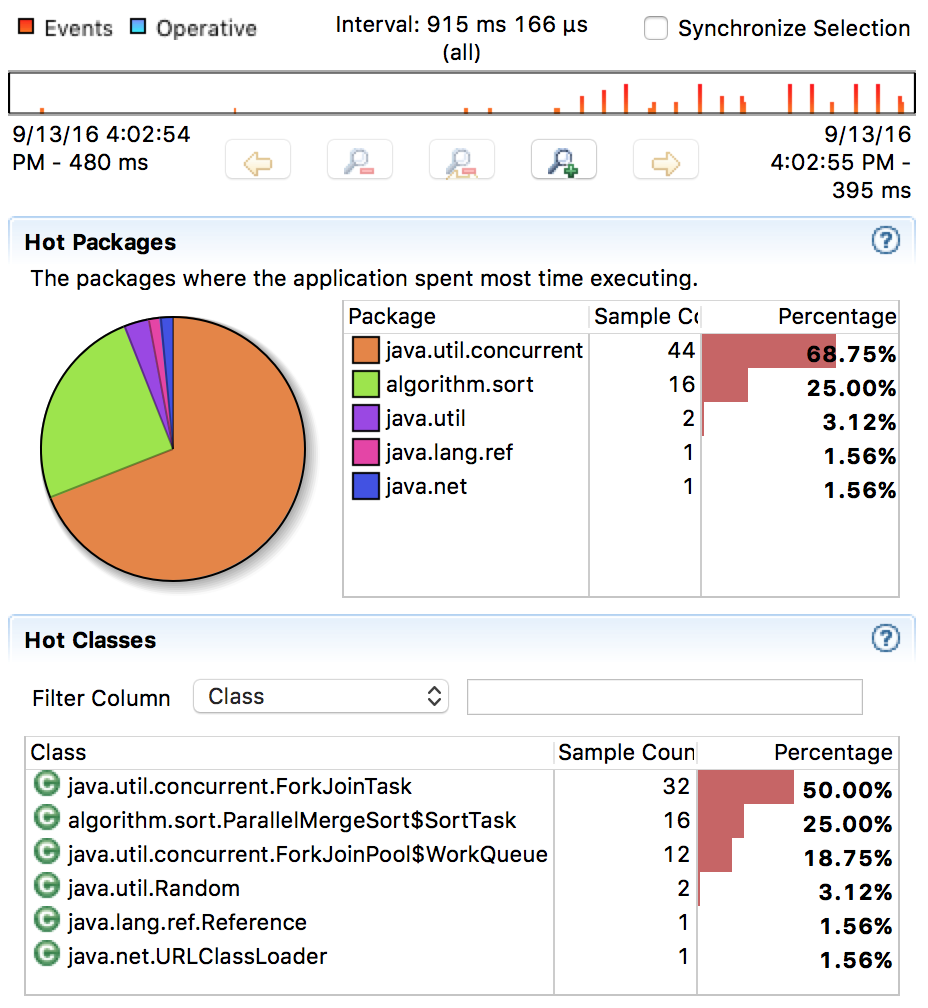 Events Operative Interval: 915 ms 166 µs Synchronize Selection
(all)
9/13/16 4:02:54 9/13/16
PM - 480 ms 4:02:55 PM -
395 ms
Hot Packages ?
The packages where the application spent most time executing.
Package Sample Co Percentage
java.util.concurrent 44 68.75%
algorithm.sort 16 25.00%
java.util 2 3.12%
java.lang.ref 1 1.56%
java.net 1 1.56%
Hot Classes ?
Filter Column Class
Class Sample Coun Percentage
C java.util.concurrent.ForkJoinTask 32 50.00%
C algorithm.sort.ParallelMergeSort$SortTask 16 25.00%
C java.util.concurrent.ForkJoinPool$WorkQueue 12 18.75%
C java.util.Random 2 3.12%
C java.lang.ref.Reference 1 1.56%
C java.net.URLClassLoader 1 1.56%